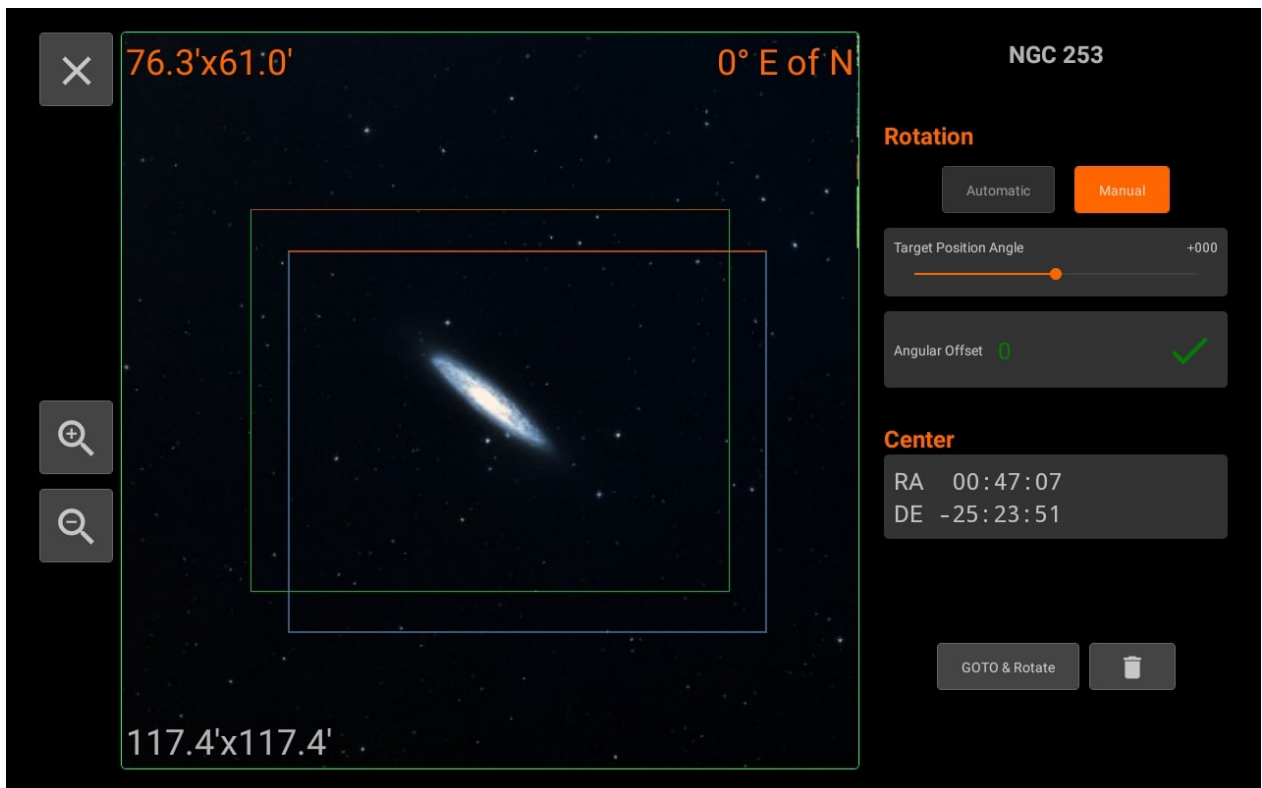 76.3'x61.0'
0° E of N
NGC 253
Rotation
Automatic
Manual
Target Position Angle
+000
Angular Offset 0
Center
RA 00:47:07
DE -25:23:51
GOTO & Rotate
117.4'x117.4'